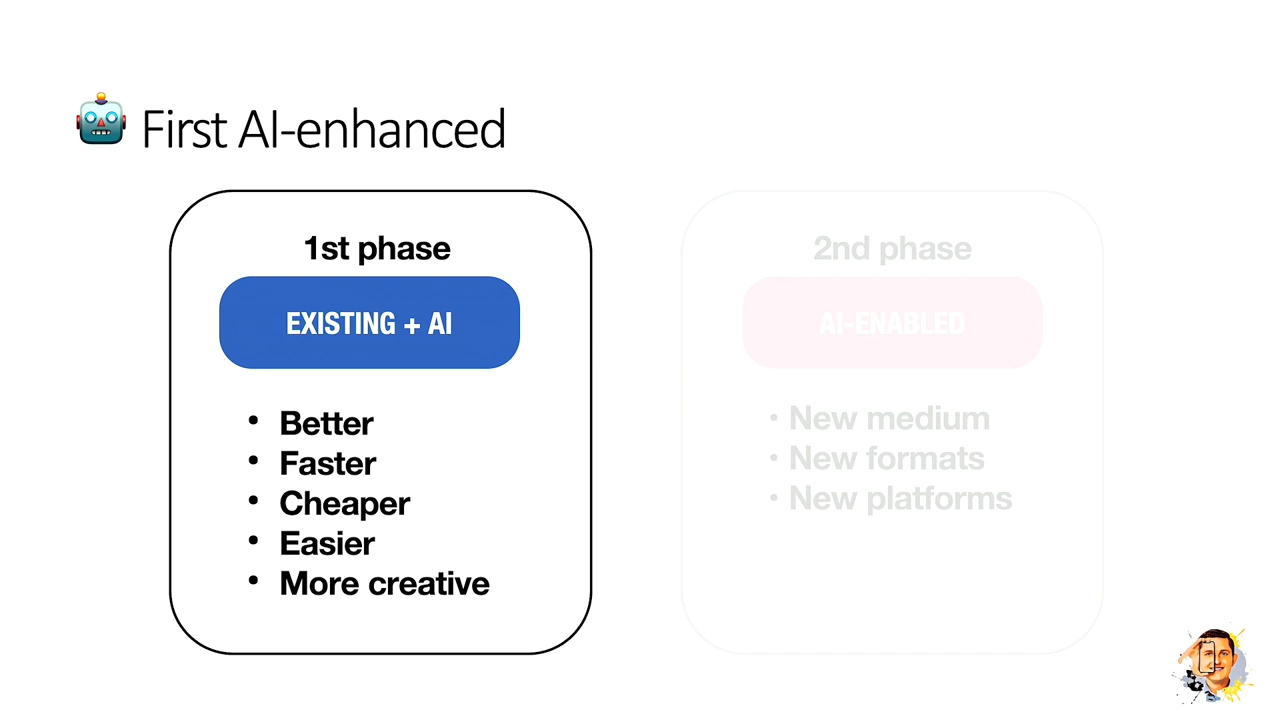 First AI-enhanced
1st phase
EXISTING + AI
• Better
• Faster
• Cheaper
• Easier
• More creative
2nd phase
AI-ENABLED
• New medium
• New formats
• New platforms